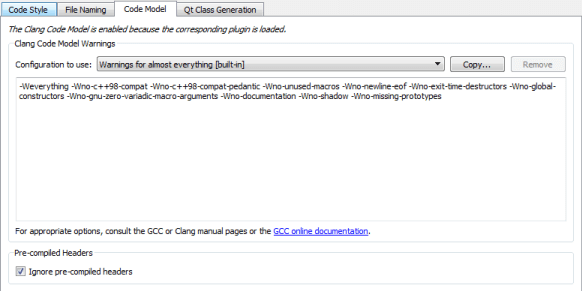 Code Style File Naming Code Model Qt Class Generation
The Clang Code Model is enabled because the corresponding plugin is loaded.
Clang Code Model Warnings
Configuration to use: Warnings for almost everything [built-in] Copy... Remove
-Weverything -Wno-c++98-compat -Wno-c++98-compat-pedantic -Wno-unused-macros -Wno-newline-eof -Wno-exit-time-destructors -Wno-global-
constructors -Wno-gnu-zero-variadic-macro-arguments -Wno-documentation -Wno-shadow -Wno-missing-prototypes
For appropriate options, consult the GCC or Clang manual pages or the GCC online documentation.
Pre-compiled Headers
Ignore pre-compiled headers